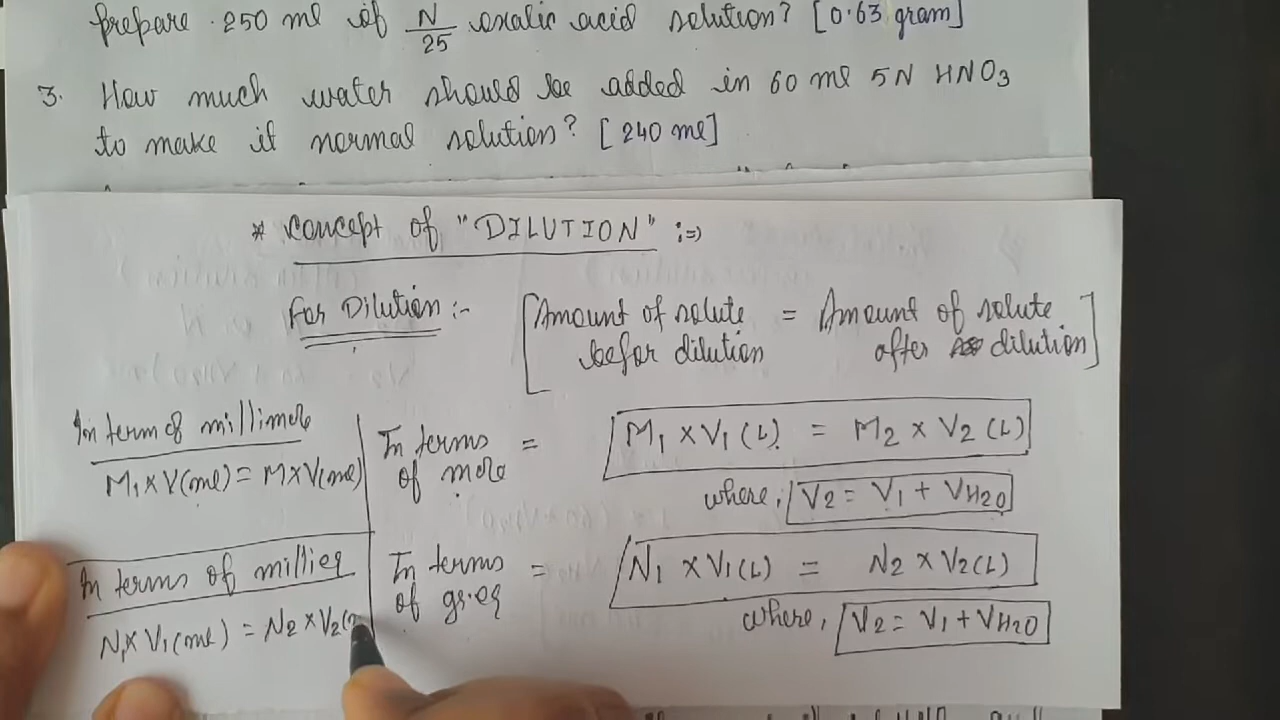 prepare 250 ml of N/25 oxalic acid solution? [0.63 gram]
3. How much water should be added in 60 ml 5N HNO3
to make it normal solution? [240 ml]
* Concept of "DILUTION" :⇒
For Dilution :-
[Amount of solute befor dilution = Amount of solute after dilution]
In term of millimole
M1 × V(ml) = M × V(ml)
In terms of mole = M1 × V1 (L) = M2 × V2 (L)
where, V2 = V1 + VH2O
In terms of millieq
N1 × V1(ml) = N2 × V2(
In terms of gr.eq = N1 × V1(L) = N2 × V2(L)
where, V2 = V1 + VH2O